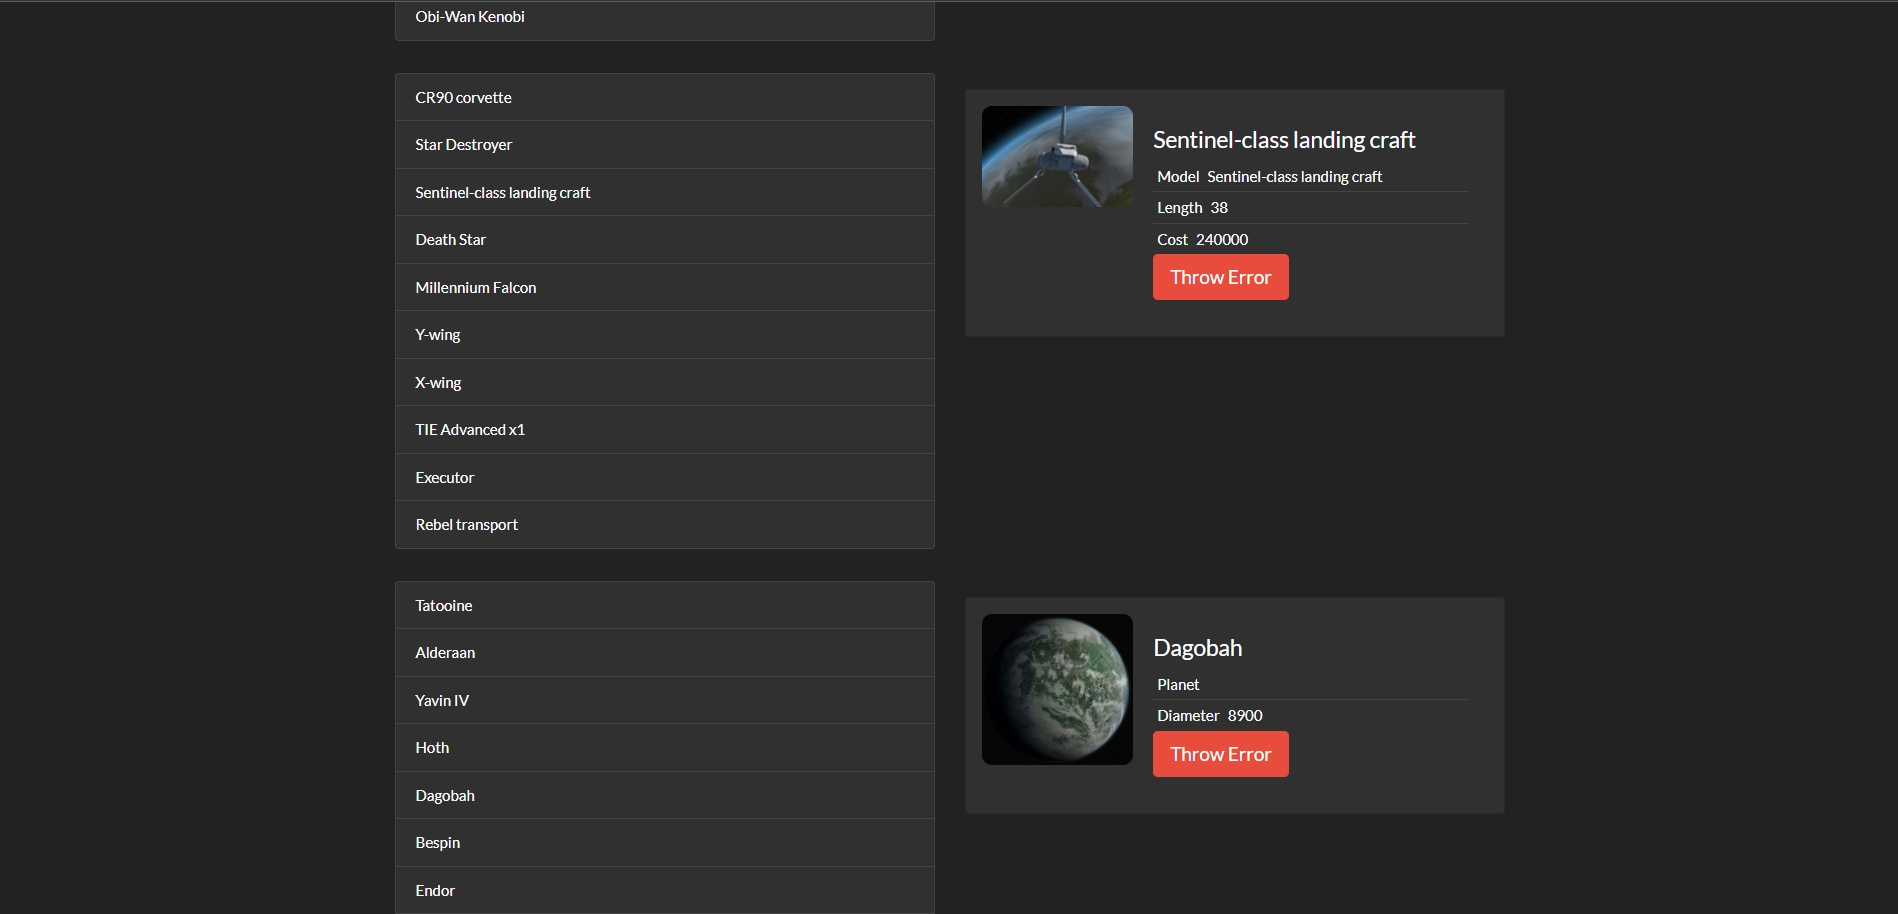 Obi-Wan Kenobi
CR90 corvette
Star Destroyer
Sentinel-class landing craft
Death Star
Millennium Falcon
Y-wing
X-wing
TIE Advanced x1
Executor
Rebel transport
Sentinel-class landing craft
Model Sentinel-class landing craft
Length 38
Cost 240000
Throw Error
Tatooine
Alderaan
Yavin IV
Hoth
Dagobah
Bespin
Endor
Dagobah
Planet
Diameter 8900
Throw Error